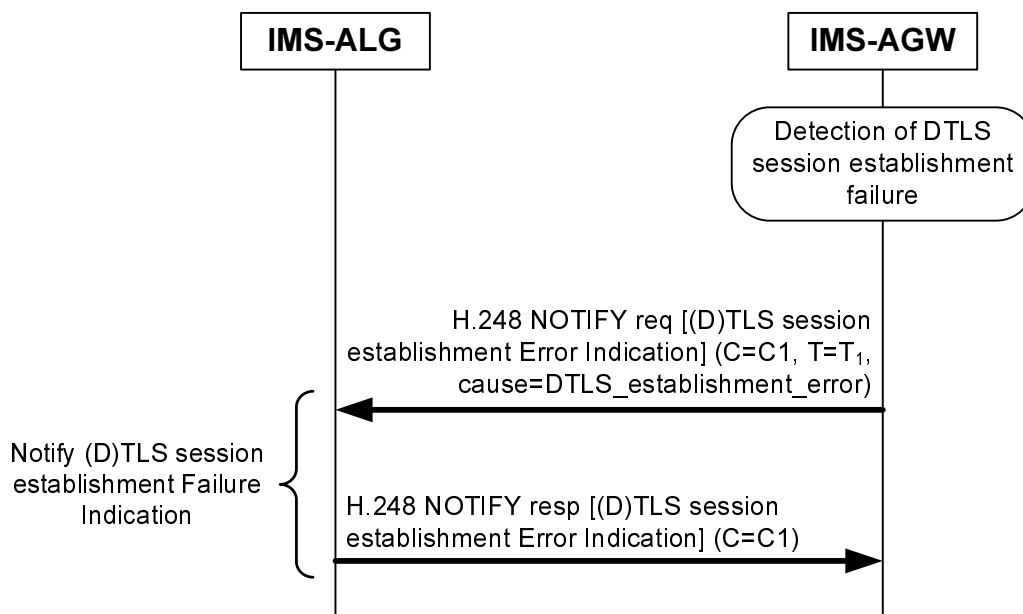 IMS-ALG
IMS-AGW
Detection of DTLS
session establishment
failure
H.248 NOTIFY req [(D)TLS session
establishment Error Indication] (C=C1, T=T₁,
cause=DTLS_establishment_error)
Notify (D)TLS session
establishment Failure
Indication
H.248 NOTIFY resp [(D)TLS session
establishment Error Indication] (C=C1)